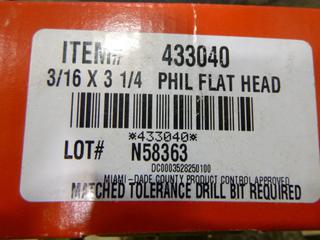 ITEM# 433040
3/16 X 3 1/4 PHIL FLAT HEAD
*433040*
LOT# N58363
DC0003528250100
MIAMI-DADE COUNTY PRODUCT CONTROL APPROVED
MATCHED TOLERANCE DRILL BIT REQUIRED